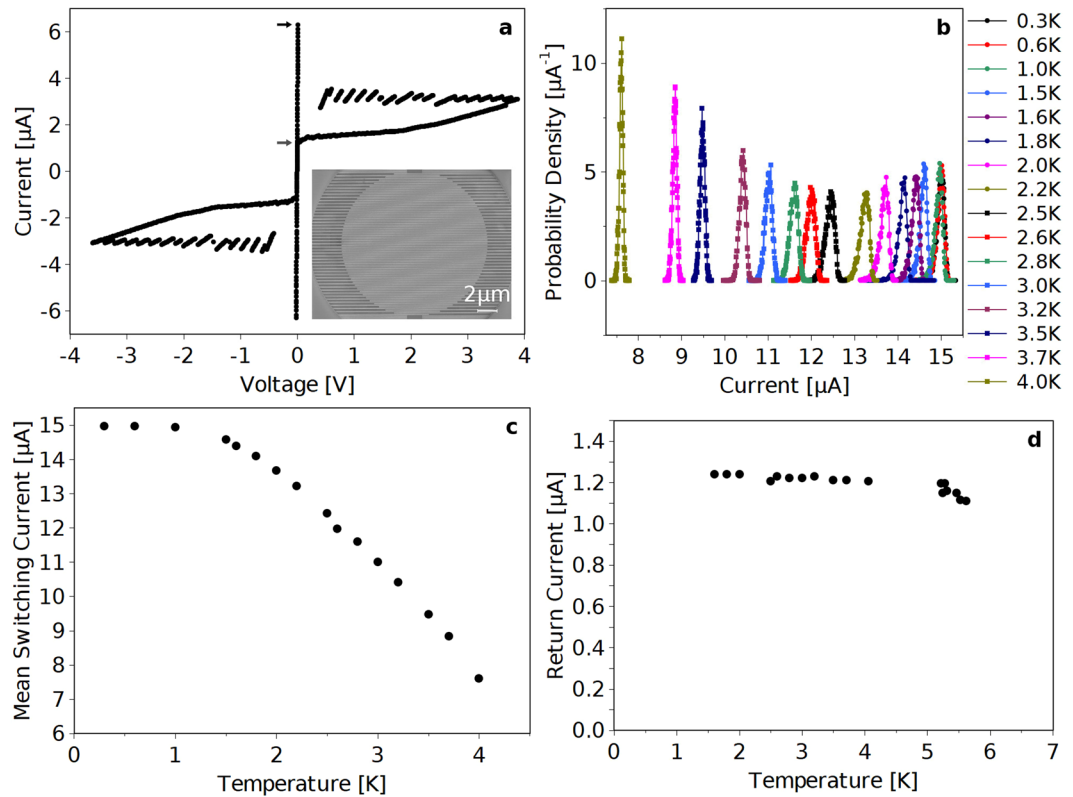 a
Current [µA]
6
4
2
0
-2
-4
-6
-4
-3
-2
-1
0
1
2
3
4
Voltage [V]
2µm
b
Probability Density [µA⁻¹]
10
5
0
8
9
10
11
12
13
14
15
Current [µA]
0.3K
0.6K
1.0K
1.5K
1.6K
1.8K
2.0K
2.2K
2.5K
2.6K
2.8K
3.0K
3.2K
3.5K
3.7K
4.0K
c
Mean Switching Current [µA]
15
14
13
12
11
10
9
8
7
6
0
1
2
3
4
Temperature [K]
d
Return Current [µA]
1.4
1.2
1.0
0.8
0.6
0.4
0.2
0.0
0
1
2
3
4
5
6
7
Temperature [K]